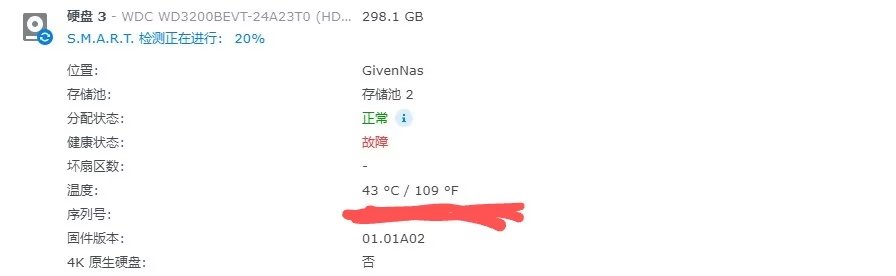 硬盘 3 - WDC WD3200BEVT-24A23T0 (HD... 298.1 GB
S.M.A.R.T. 检测正在进行: 20%
位置: GivenNas
存储池: 存储池 2
分配状态: 正常 i
健康状态: 故障
坏扇区数: -
温度: 43 °C / 109 °F
序列号:
固件版本: 01.01A02
4K 原生硬盘: 否